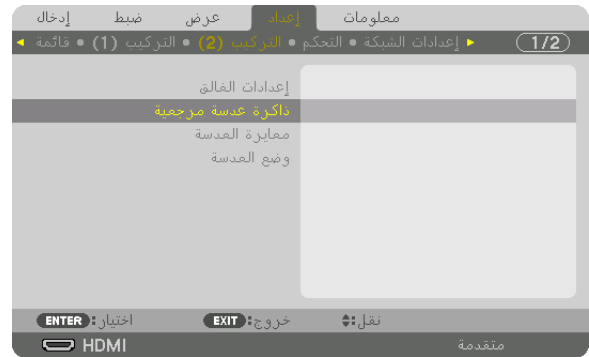 إدخال ضبط عرض إعداد معلومات
قائمة • التركيب (1) • التركيب (2) • التحكم • إعدادات الشبكة 1/2
إعدادات الغالق
ذاكرة عدسة مرجعية
معايرة العدسة
وضع العدسة
ENTER:اختيار EXIT:خروج نقل:
HDMI متقدمة